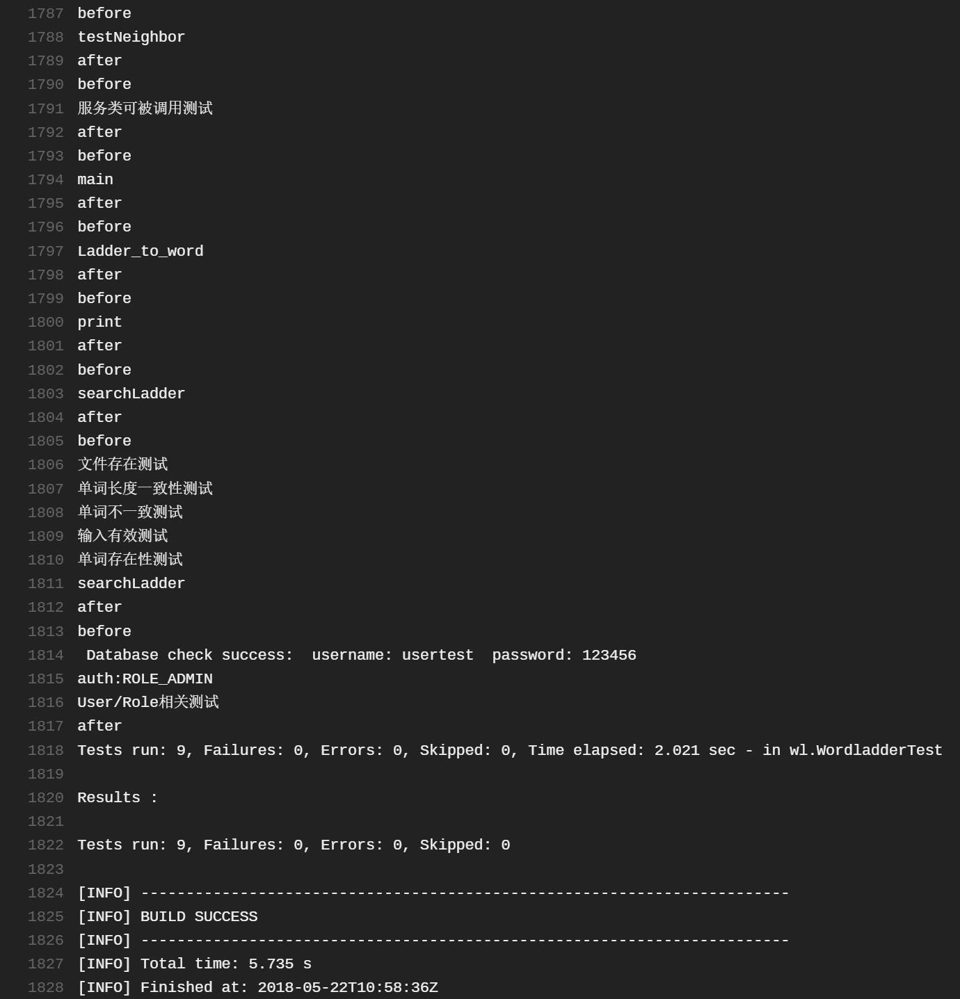 1787 before
1788 testNeighbor
1789 after
1790 before
1791 服务类可被调用测试
1792 after
1793 before
1794 main
1795 after
1796 before
1797 Ladder_to_word
1798 after
1799 before
1800 print
1801 after
1802 before
1803 searchLadder
1804 after
1805 before
1806 文件存在测试
1807 单词长度一致性测试
1808 单词不一致测试
1809 输入有效测试
1810 单词存在性测试
1811 searchLadder
1812 after
1813 before
1814  Database check success:  username: usertest  password: 123456
1815 auth:ROLE_ADMIN
1816 User/Role相关测试
1817 after
1818 Tests run: 9, Failures: 0, Errors: 0, Skipped: 0, Time elapsed: 2.021 sec - in wl.WordladderTest
1819
1820 Results :
1821
1822 Tests run: 9, Failures: 0, Errors: 0, Skipped: 0
1823
1824 [INFO] ------------------------------------------------------------------------
1825 [INFO] BUILD SUCCESS
1826 [INFO] ------------------------------------------------------------------------
1827 [INFO] Total time: 5.735 s
1828 [INFO] Finished at: 2018-05-22T10:58:36Z